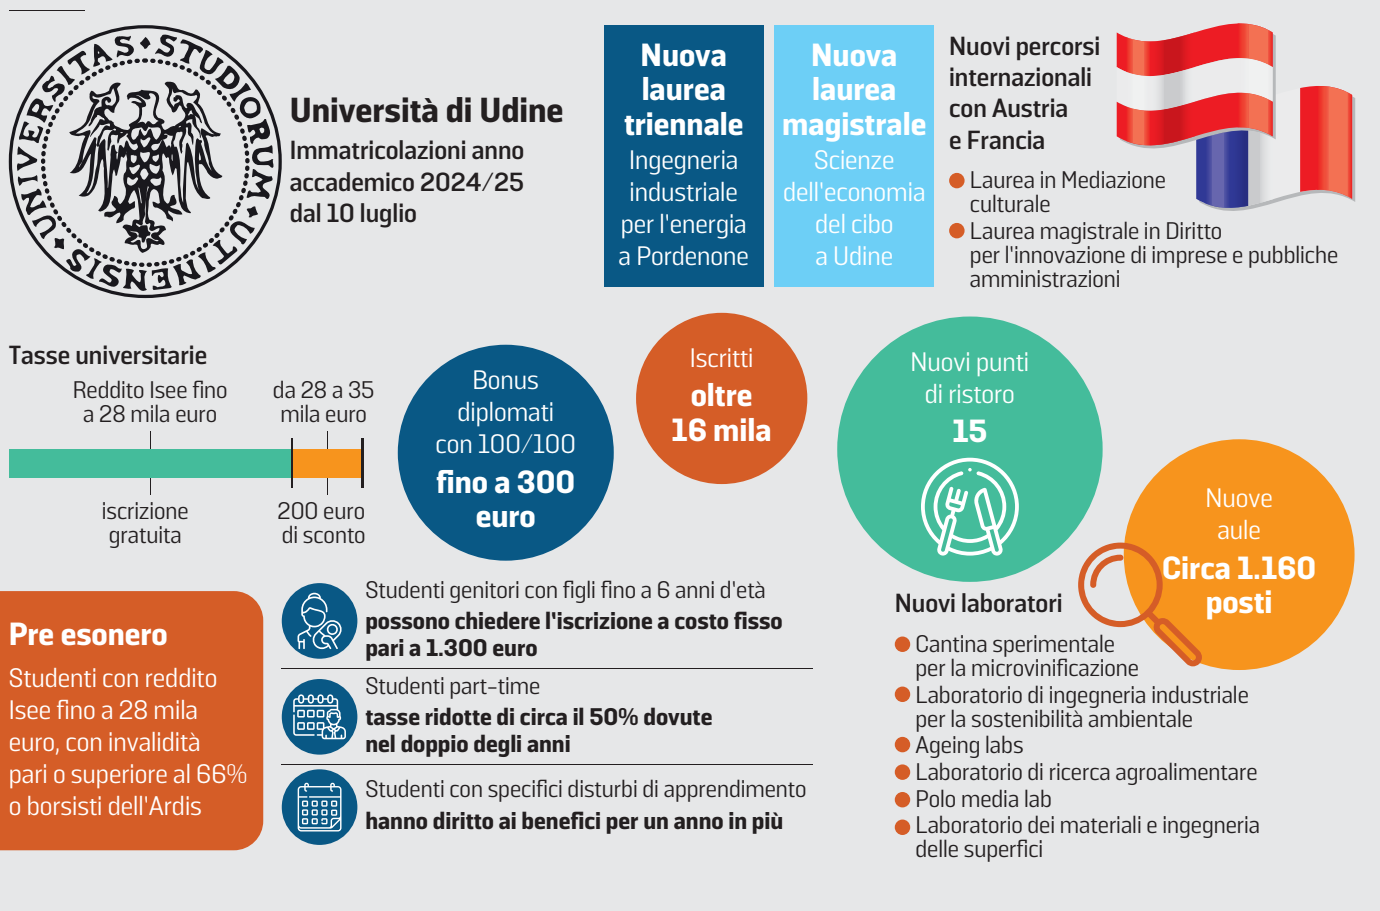 UNIVERSITAS • STUDIORUM • UTINENSIS •
Università di Udine
Immatricolazioni anno
accademico 2024/25
dal 10 luglio
Nuova
laurea
triennale
Ingegneria
industriale
per l'energia
a Pordenone
Nuova
laurea
magistrale
Scienze
dell'economia
del cibo
a Udine
Nuovi percorsi
internazionali
con Austria
e Francia
Laurea in Mediazione
culturale
Laurea magistrale in Diritto
per l'innovazione di imprese e pubbliche
amministrazioni
Tasse universitarie
Reddito Isee fino
a 28 mila euro
da 28 a 35
mila euro
iscrizione
gratuita
200 euro
di sconto
Bonus
diplomati
con 100/100
fino a 300
euro
Iscritti
oltre
16 mila
Nuovi punti
di ristoro
15
Nuove
aule
Circa 1.160
posti
Pre esonero
Studenti con reddito
Isee fino a 28 mila
euro, con invalidità
pari o superiore al 66%
o borsisti dell'Ardis
Studenti genitori con figli fino a 6 anni d'età
possono chiedere l'iscrizione a costo fisso
pari a 1.300 euro
Studenti part-time
tasse ridotte di circa il 50% dovute
nel doppio degli anni
Studenti con specifici disturbi di apprendimento
hanno diritto ai benefici per un anno in più
Nuovi laboratori
Cantina sperimentale
per la microvinificazione
Laboratorio di ingegneria industriale
per la sostenibilità ambientale
Ageing labs
Laboratorio di ricerca agroalimentare
Polo media lab
Laboratorio dei materiali e ingegneria
delle superfici